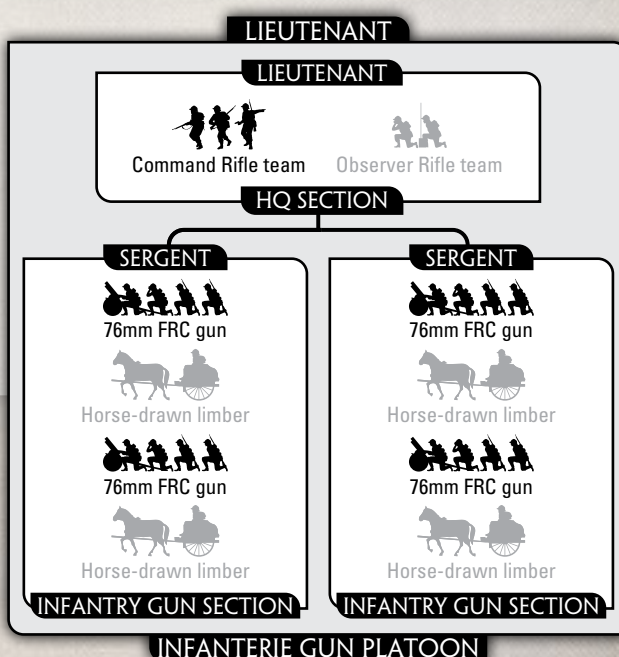 LIEUTENANT
LIEUTENANT
Command Rifle team
Observer Rifle team
HQ SECTION
SERGENT
76mm FRC gun
Horse-drawn limber
76mm FRC gun
Horse-drawn limber
INFANTRY GUN SECTION
SERGENT
76mm FRC gun
Horse-drawn limber
76mm FRC gun
Horse-drawn limber
INFANTRY GUN SECTION
INFANTERIE GUN PLATOON